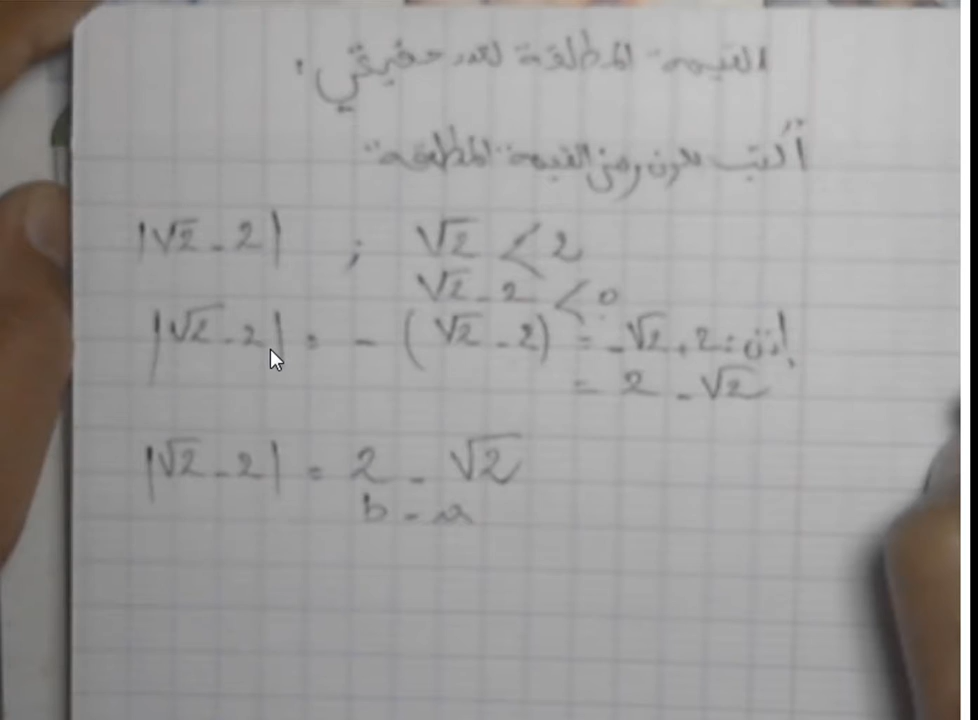 القيمة المطلقة لعدد حقيقي.
أكتب بدون رمز القيمة المطلقة
|√2 - 2| ; √2 < 2
√2 - 2 < 0
|√2 - 2| = - (√2 - 2) = -√2 + 2 : إذن
= 2 - √2
|√2 - 2| = 2 - √2
b - a